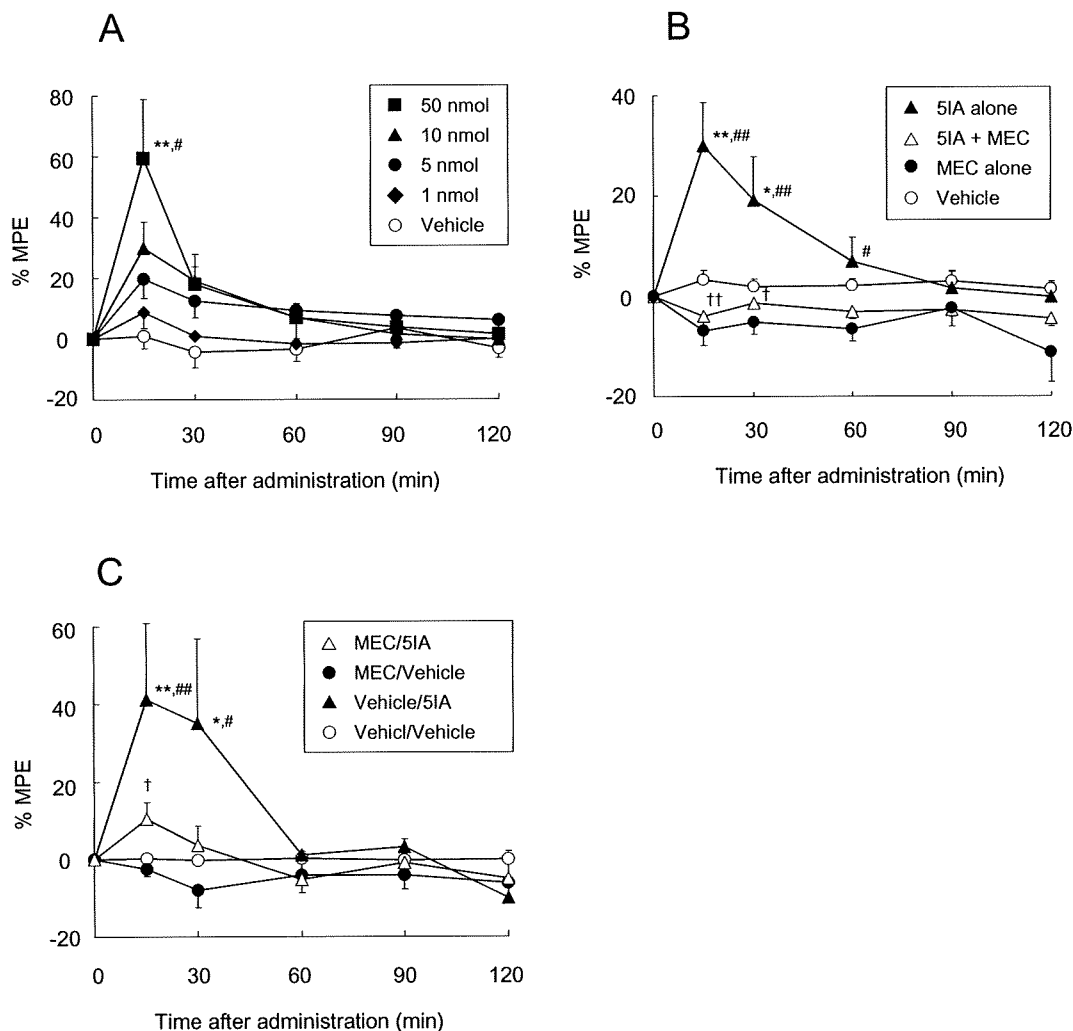 A
80
60
40
20
0
-20
% MPE
**,#
50 nmol
10 nmol
5 nmol
1 nmol
Vehicle
0 30 60 90 120
Time after administration (min)
B
40
20
0
-20
% MPE
**,##
*,##
#
††
†
5IA alone
5IA + MEC
MEC alone
Vehicle
0 30 60 90 120
Time after administration (min)
C
60
40
20
0
-20
% MPE
**,##
*,#
†
MEC/5IA
MEC/Vehicle
Vehicle/5IA
Vehicl/Vehicle
0 30 60 90 120
Time after administration (min)